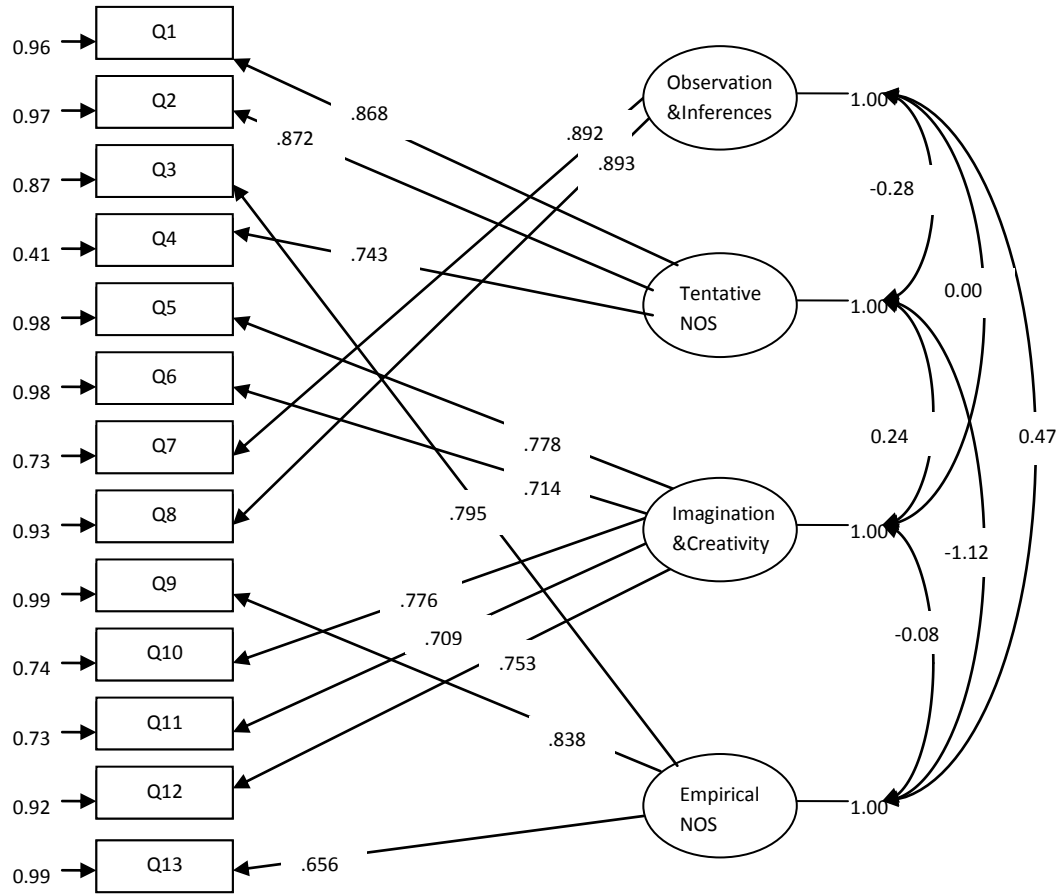 Q1
0.96
Observation
&Inferences
Q2
1.00
0.97
.868
.892
.872
.893
Q3
0.87
-0.28
Q4
0.41
.743
0.00
Tentative
NOS
1.00
Q5
0.98
Q6
0.98
Q7
0.73
.778
0.24
0.47
.714
Q8
0.93
.795
Imagination
&Creativity
1.00
-1.12
Q9
0.99
.776
.709
-0.08
Q10
0.74
.753
Q11
0.73
.838
Q12
0.92
Empirical
NOS
1.00
Q13
0.99
.656